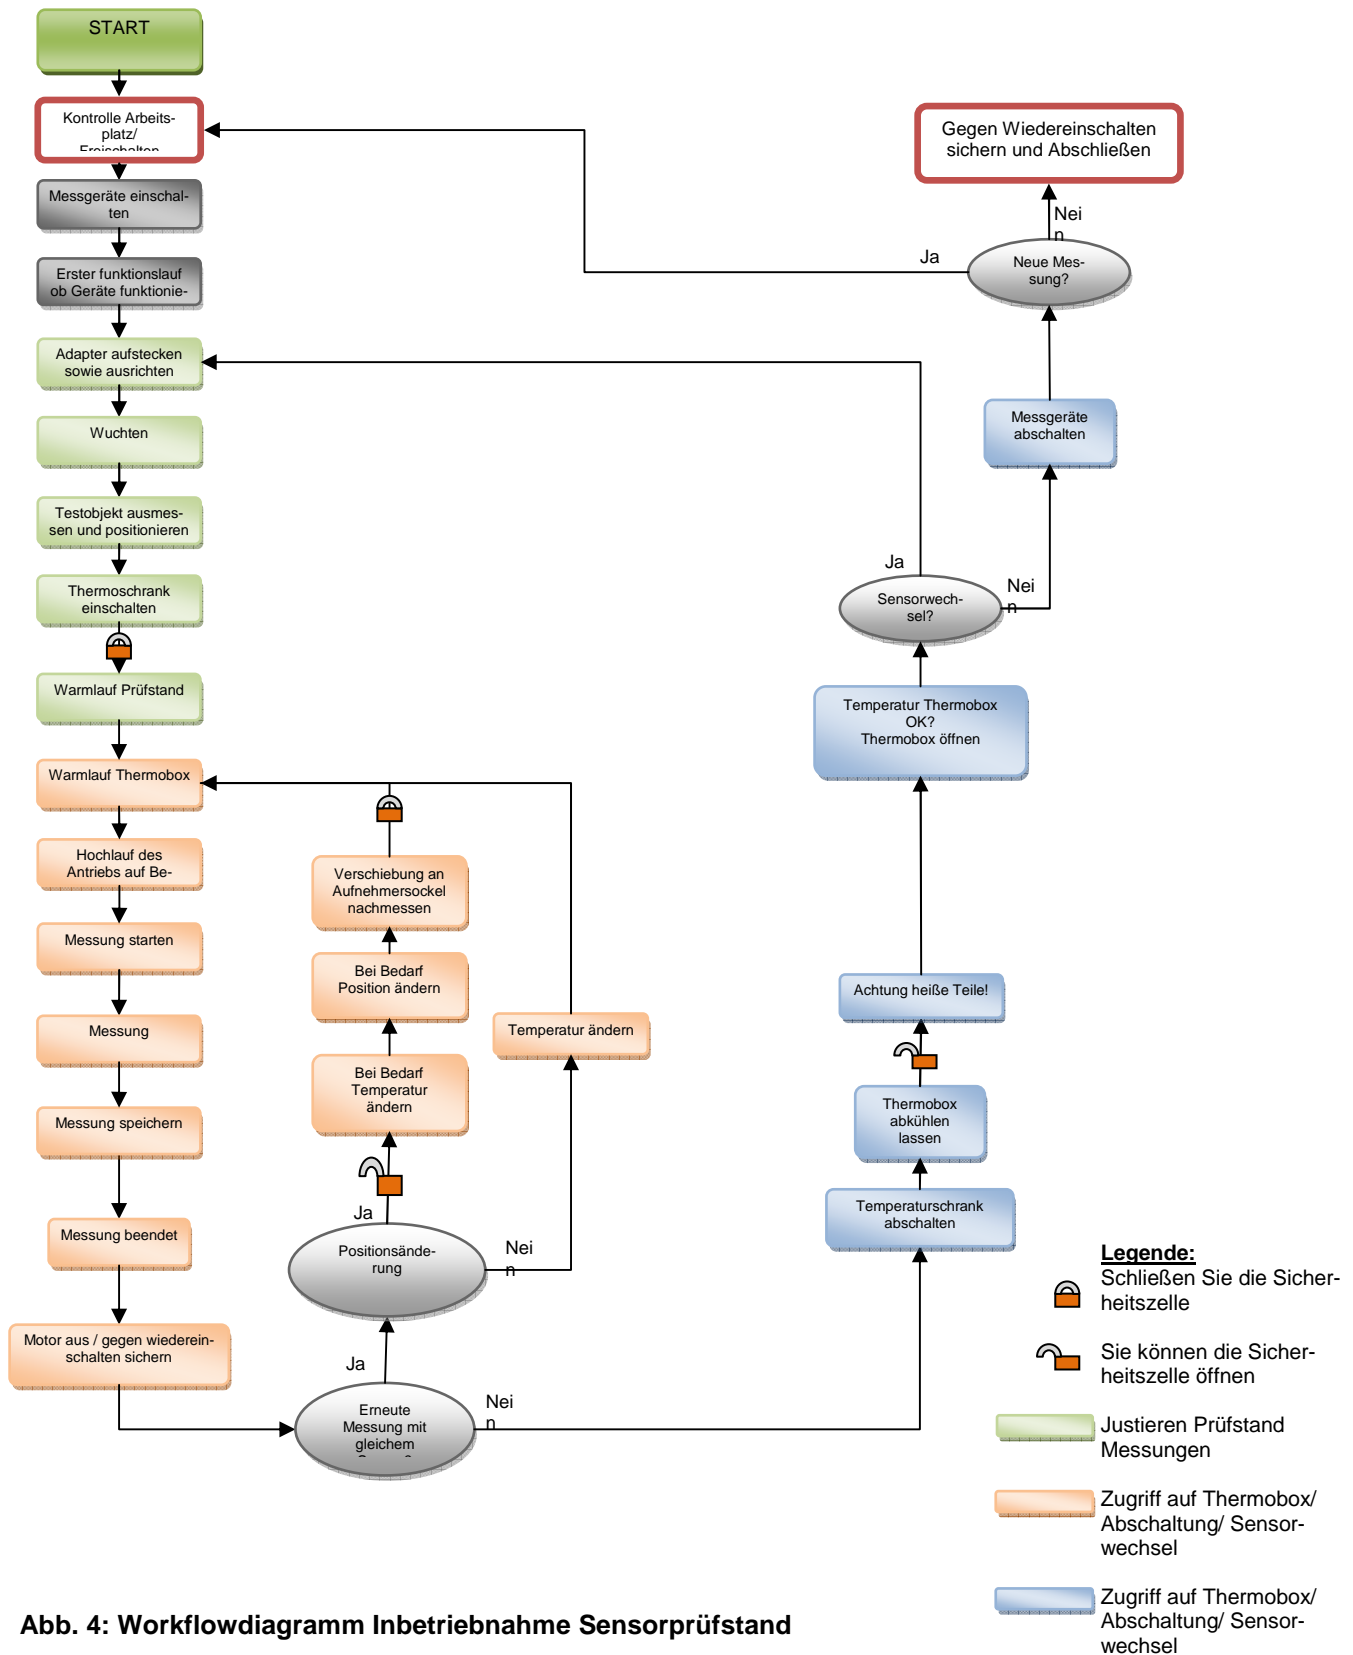 START
Kontrolle Arbeits-
platz/
Freischalten
Messgeräte einschal-
ten
Erster funktionslauf
ob Geräte funktionie-
Adapter aufstecken
sowie ausrichten
Wuchten
Testobjekt ausmes-
sen und positionieren
Thermoschrank
einschalten
Warmlauf Prüfstand
Warmlauf Thermobox
Hochlauf des
Antriebs auf Be-
Messung starten
Messung
Messung speichern
Messung beendet
Motor aus / gegen wiederein-
schalten sichern
Erneute
Messung mit
gleichem
Ja
Nei
n
Positionsände-
rung
Ja
Nei
n
Bei Bedarf
Temperatur
ändern
Bei Bedarf
Position ändern
Verschiebung an
Aufnehmersockel
nachmessen
Temperatur ändern
Temperaturschrank
abschalten
Thermobox
abkühlen
lassen
Achtung heiße Teile!
Temperatur Thermobox
OK?
Thermobox öffnen
Sensorwech-
sel?
Ja
Nei
n
Messgeräte
abschalten
Neue Mes-
sung?
Ja
Nei
n
Gegen Wiedereinschalten
sichern und Abschließen
Legende:
Schließen Sie die Sicher-
heitszelle
Sie können die Sicher-
heitszelle öffnen
Justieren Prüfstand
Messungen
Zugriff auf Thermobox/
Abschaltung/ Sensor-
wechsel
Zugriff auf Thermobox/
Abschaltung/ Sensor-
wechsel
Abb. 4: Workflowdiagramm Inbetriebnahme Sensorprüfstand